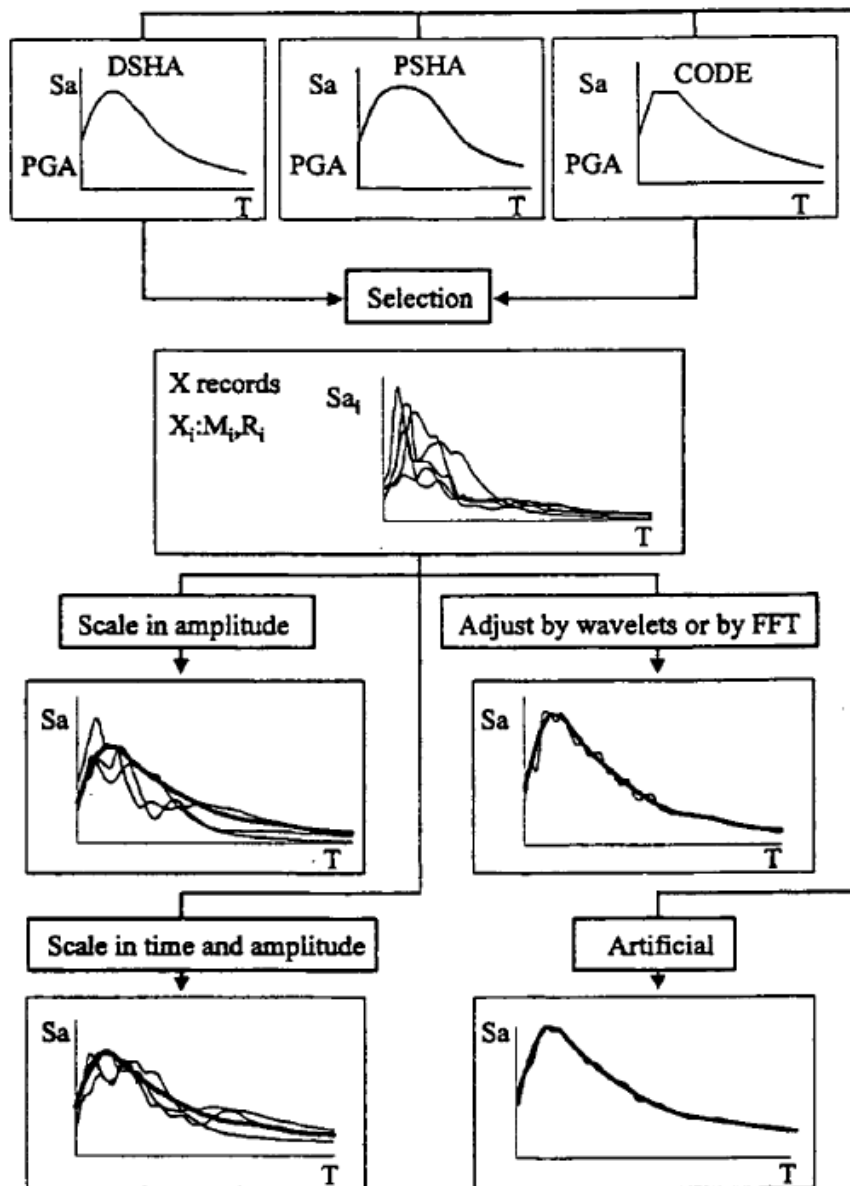 DSHA
Sa
PGA
T
PSHA
Sa
PGA
T
CODE
Sa
PGA
T
Selection
X records
Xi:Mi,Ri
Sai
T
Scale in amplitude
Adjust by wavelets or by FFT
Sa
T
Sa
T
Scale in time and amplitude
Artificial
Sa
T
Sa
T